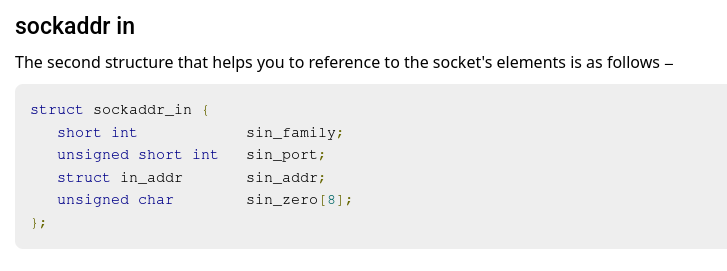 sockaddr in
The second structure that helps you to reference to the socket's elements is as follows –
struct sockaddr_in {
   short int            sin_family;
   unsigned short int   sin_port;
   struct in_addr       sin_addr;
   unsigned char        sin_zero[8];
};